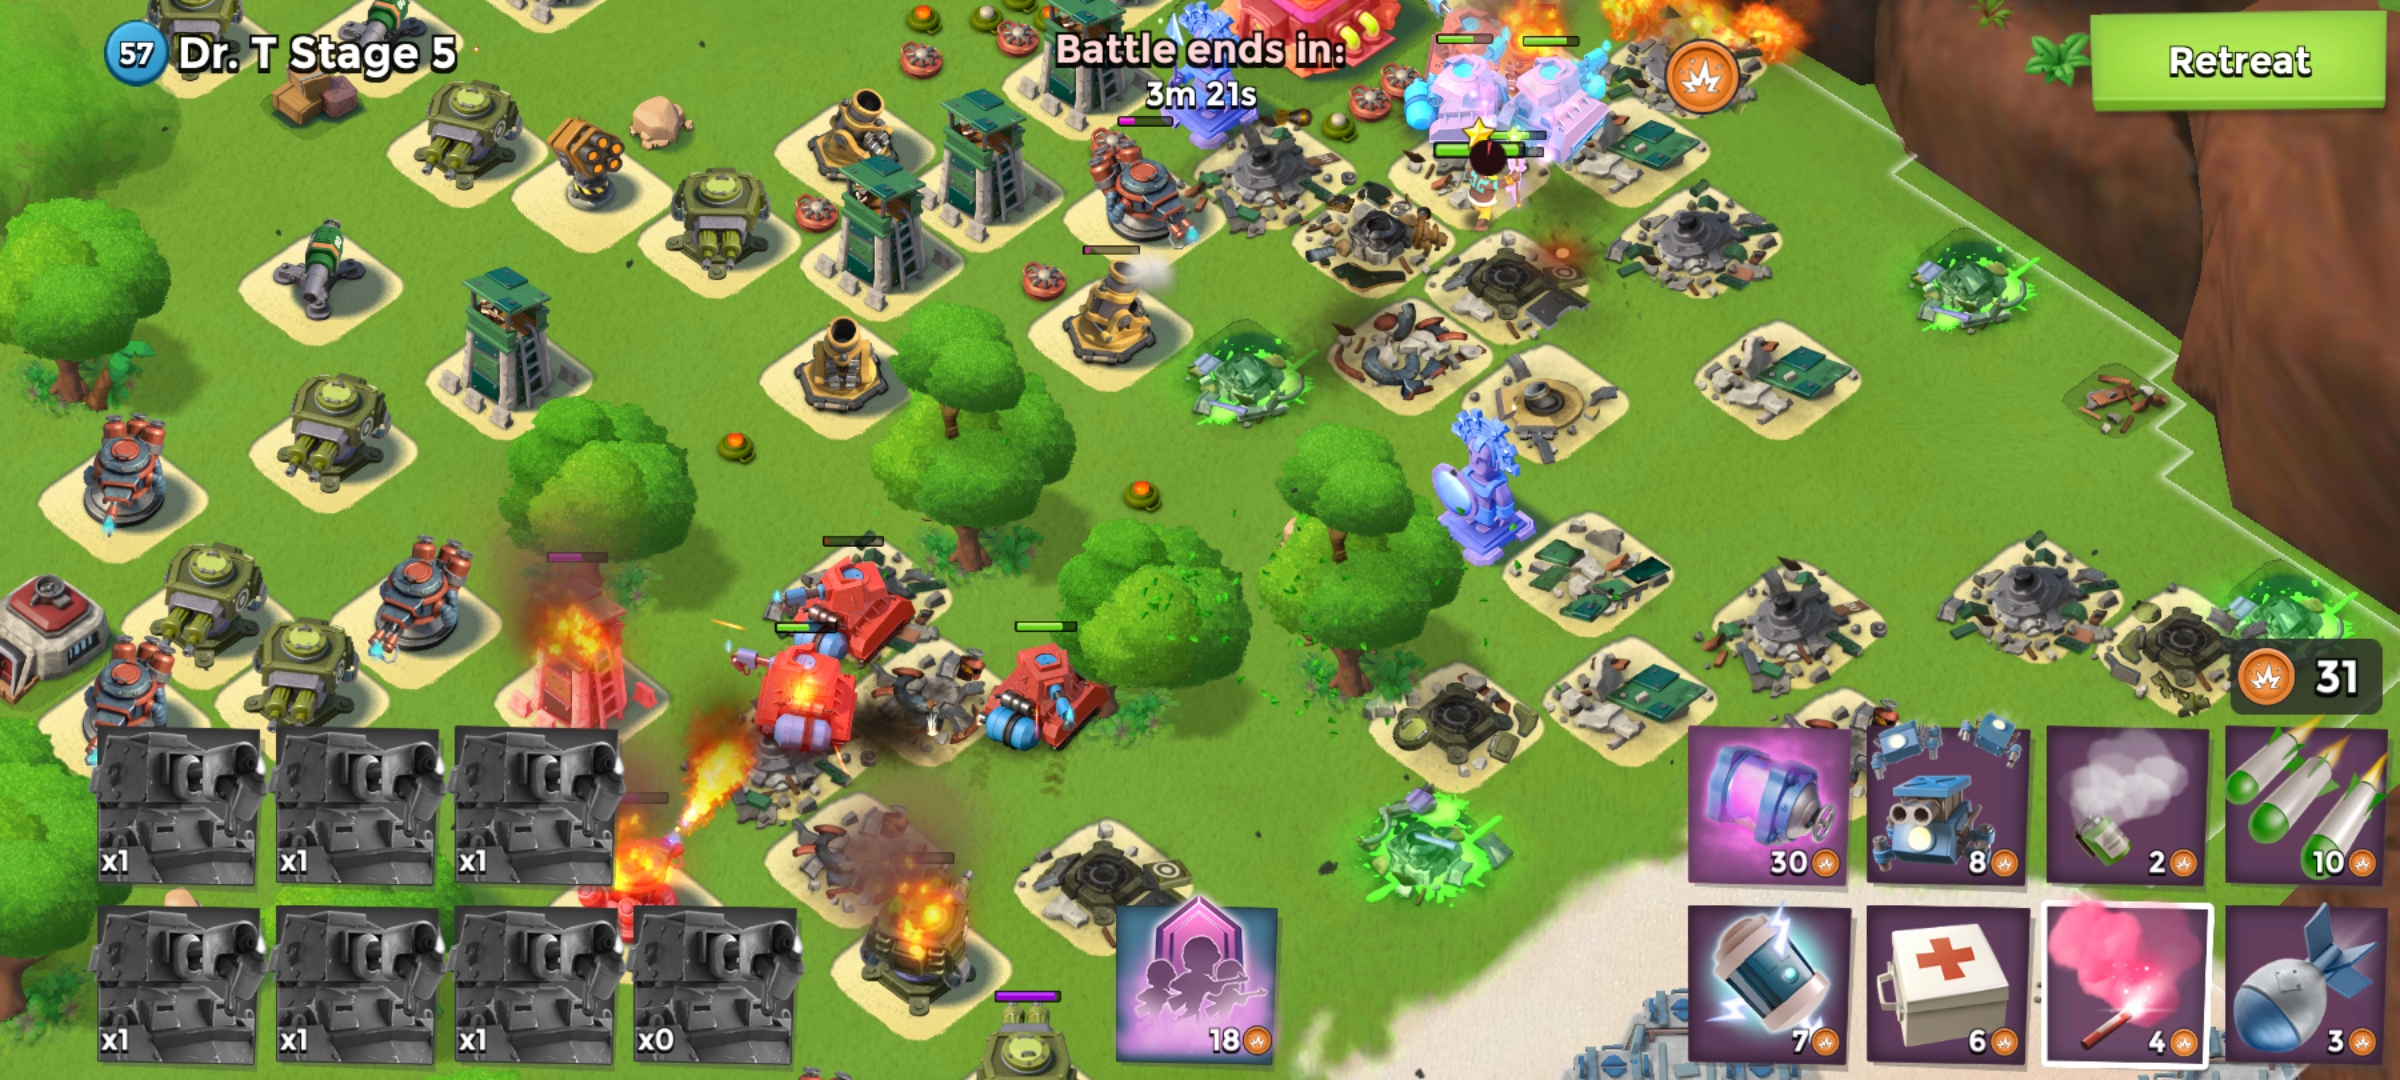 57 Dr. T Stage 5
Battle ends in:
3m 21s
Retreat
31
x1 x1 x1
30 8 2 10
x1 x1 x1 x0
18
7 6 4 3